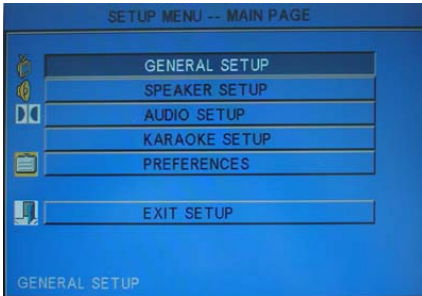 SETUP MENU -- MAIN PAGE
GENERAL SETUP
SPEAKER SETUP
AUDIO SETUP
KARAOKE SETUP
PREFERENCES
EXIT SETUP
GENERAL SETUP